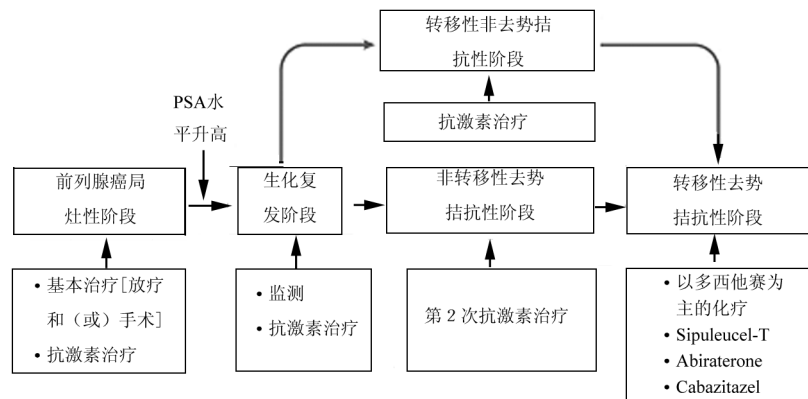 转移性非去势拮
抗性阶段
PSA水
平升高
抗激素治疗
前列腺癌局
灶性阶段
生化复
发阶段
非转移性去势
拮抗性阶段
转移性去势
拮抗性阶段
• 基本治疗[放疗
和（或）手术]
• 抗激素治疗
• 监测
• 抗激素治疗
第 2 次抗激素治疗
• 以多西他赛为
主的化疗
• Sipuleucel-T
• Abiraterone
• Cabazitazel